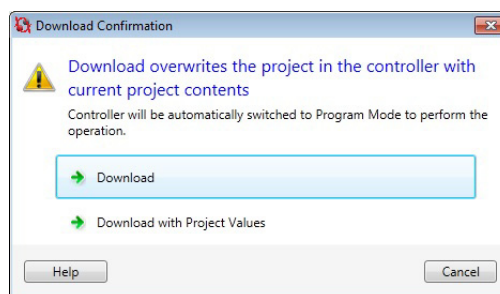 Download Confirmation
Download overwrites the project in the controller with
current project contents
Controller will be automatically switched to Program Mode to perform the
operation.
Download
Download with Project Values
Help
Cancel